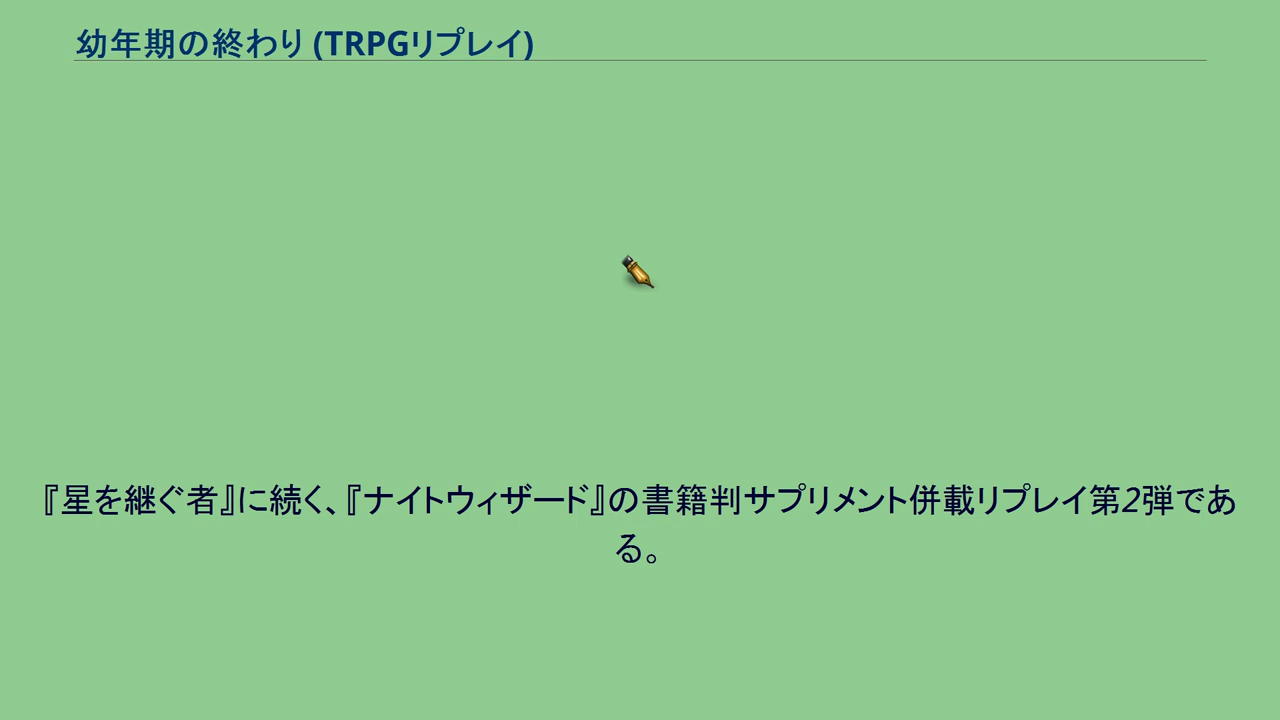 幼年期の終わり (TRPGリプレイ)
『星を継ぐ者』に続く、『ナイトウィザード』の書籍判サプリメント併載リプレイ第2弾であ
る。